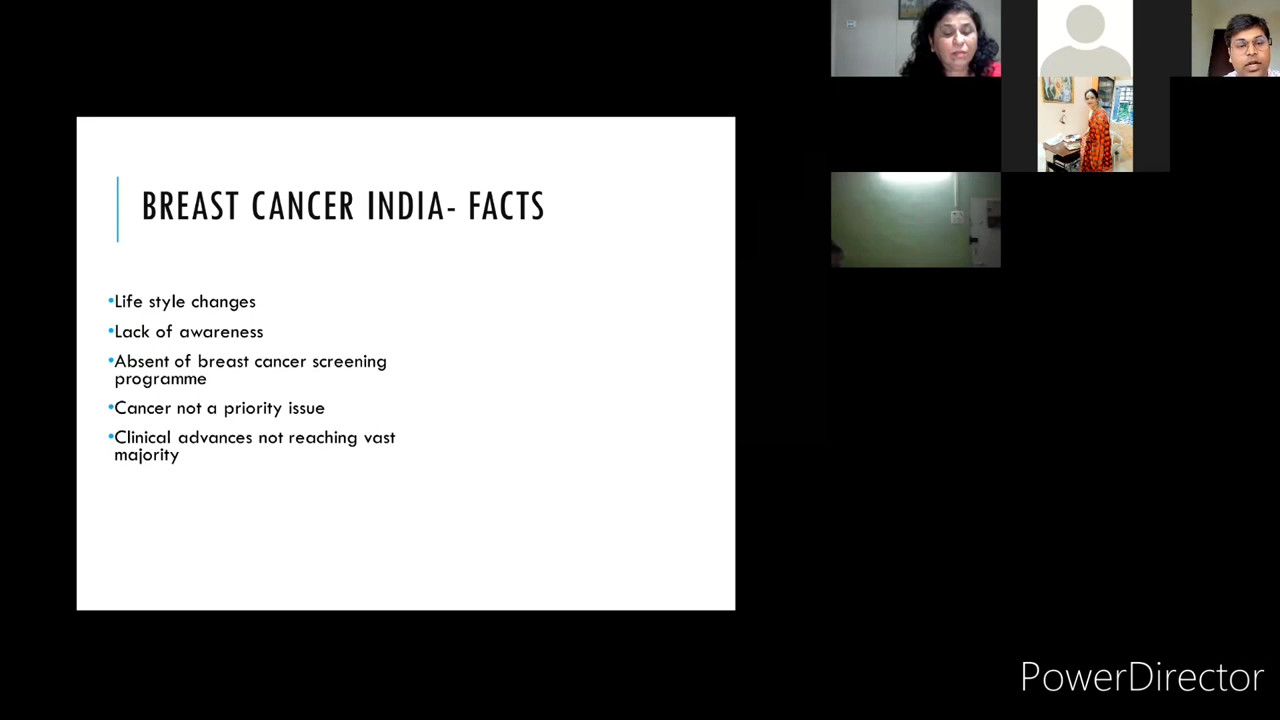 BREAST CANCER INDIA- FACTS
•Life style changes
•Lack of awareness
•Absent of breast cancer screening
programme
•Cancer not a priority issue
•Clinical advances not reaching vast
majority
PowerDirector